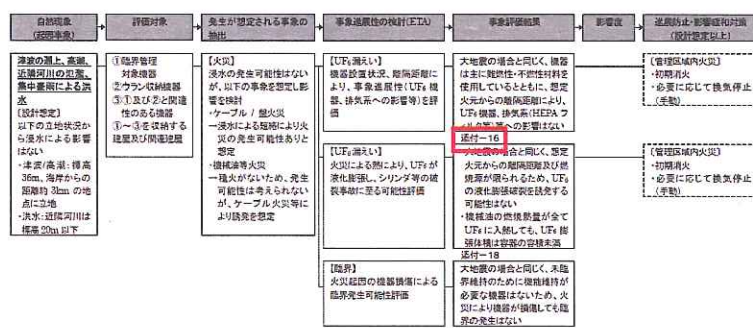 自然現象
(起因事象)
評価対象
発生が想定される事象の
抽出
事象進展性の検討(ETA)
事象評価結果
影響度
進展防止・影響緩和対策
(設計想定以上)
津波の遡上、高潮、
近隣河川の氾濫、
集中豪雨による洪
水
[設計想定]
以下の立地状況か
ら浸水による影響
はない
・津波/高潮:標高
36m、海岸からの
距離約3kmの地
点に立地
・洪水:近隣河川は
標高20m以下
①臨界管理
対象機器
②ウラン収納機器
③①及び②と関連
性のある機器
①~③を収納する
建屋及び関連建屋
【火災】
浸水の発生可能性はない
が、以下の事象を想定し影
響を検討
・ケーブル / 盤火災
→浸水による短絡により火
災の発生可能性ありと
想定
・機械油等火災
→種火がないため、発生
可能性は考えられない
が、ケーブル火災等に
より誘発を想定
【UF₆漏えい】
機器設置状況、離隔距離に
より、事象進展性(UF₆機
器、排気系への影響等)を評
価
大地震の場合と同じく、機器
は主に難燃性・不燃性材料を
使用しているとともに、想定
火元からの離隔距離により、
UF₆機器、排気系(HEPAフ
ィルタ等)等への影響はない
添付-16
【管理区域内火災】
・初期消火
・必要に応じて換気停止
(手動)
【UF₆漏えい】
火災による熱により、UF₆が
液化膨張し、シリンダ等の破
裂事故に至る可能性評価
・大地震の場合と同じく、想定
火元からの離隔距離及び燃
焼源が限られるため、UF₆
の液化膨張破裂を誘発する
可能性はない
・機械油の燃焼熱量が全て
UF₆に入熱しても、UF₆膨
張体積は容器の容積未満
添付-18
【管理区域内火災】
・初期消火
・必要に応じて換気停止
(手動)
【臨界】
火災起因の機器損傷による
臨界発生可能性評価
大地震の場合と同じく、未臨
界維持のために機能維持が
必要な機器はないため、火
災により機器が損傷しても臨
界の発生はない